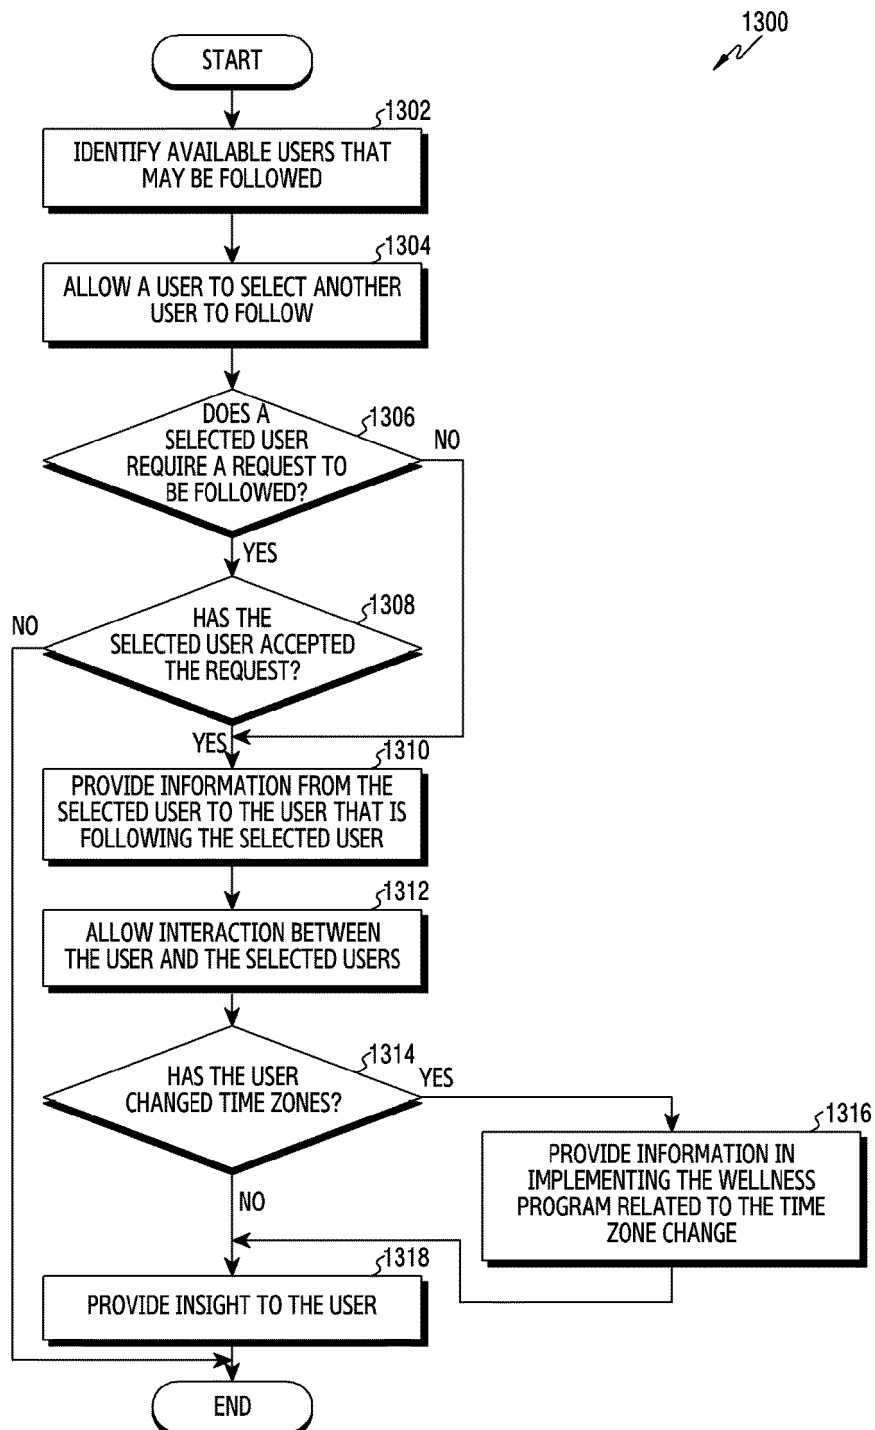 1300
START
1302
IDENTIFY AVAILABLE USERS THAT
MAY BE FOLLOWED
1304
ALLOW A USER TO SELECT ANOTHER
USER TO FOLLOW
1306
DOES A
SELECTED USER
REQUIRE A REQUEST TO
BE FOLLOWED?
NO
YES
1308
HAS THE
SELECTED USER ACCEPTED
THE REQUEST?
NO
YES
1310
PROVIDE INFORMATION FROM THE
SELECTED USER TO THE USER THAT IS
FOLLOWING THE SELECTED USER
1312
ALLOW INTERACTION BETWEEN
THE USER AND THE SELECTED USERS
1314
HAS THE USER
CHANGED TIME ZONES?
YES
NO
1316
PROVIDE INFORMATION IN
IMPLEMENTING THE WELLNESS
PROGRAM RELATED TO THE TIME
ZONE CHANGE
1318
PROVIDE INSIGHT TO THE USER
END